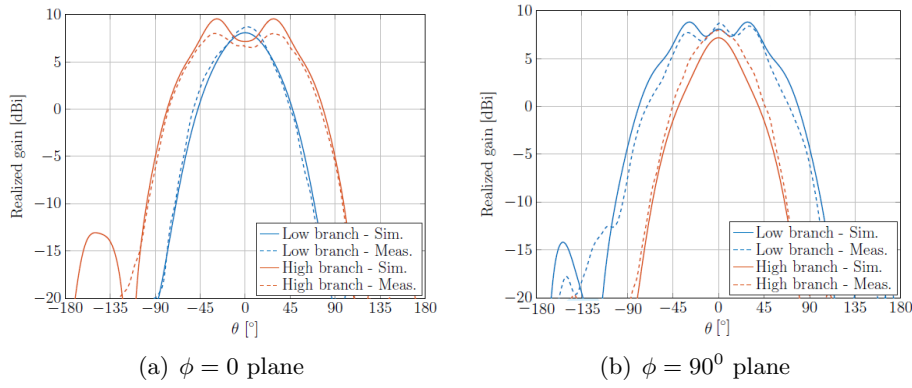 10
5
0
−5
−10
−15
−20
Realized gain [dBi]
Low branch - Sim.
Low branch - Meas.
High branch - Sim.
High branch - Meas.
−180 −135 −90 −45 0 45 90 135 180
θ [°]
(a) ϕ = 0 plane
10
5
0
−5
−10
−15
−20
Realized gain [dBi]
Low branch - Sim.
Low branch - Meas.
High branch - Sim.
High branch - Meas.
−180 −135 −90 −45 0 45 90 135 180
θ [°]
(b) ϕ = 90⁰ plane